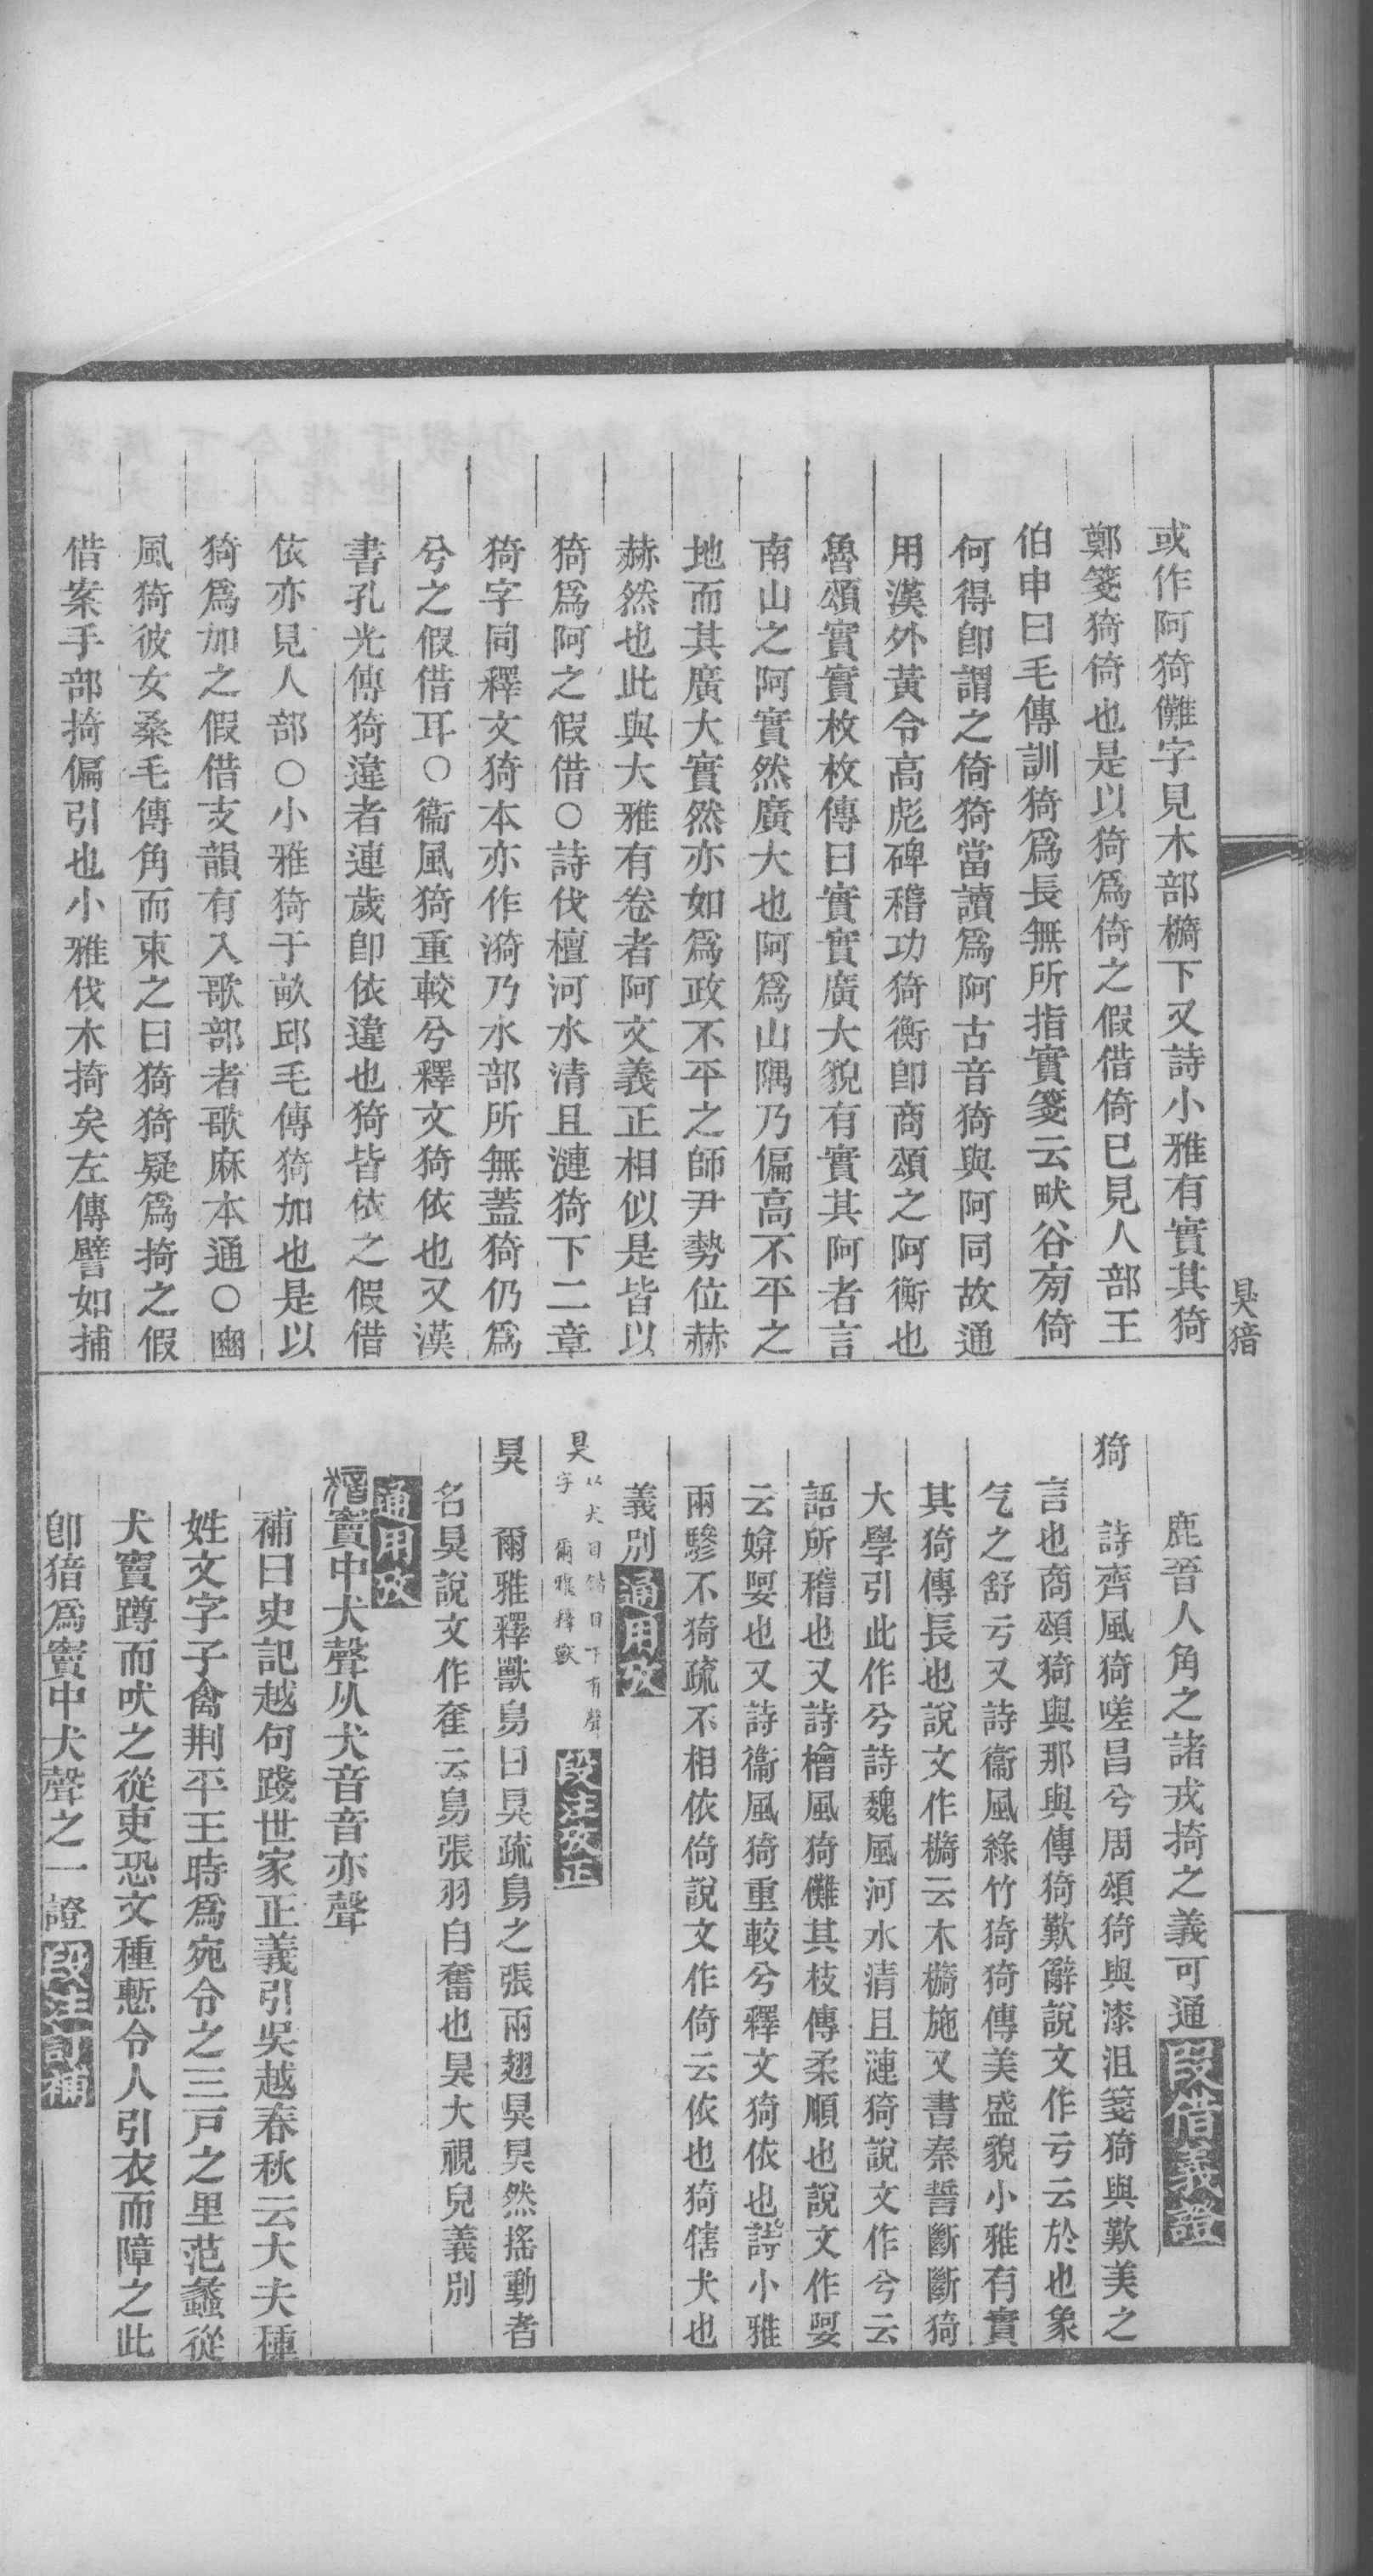 或作阿猗儺字見木部檹下又詩小雅有實其猗
鄭箋猗倚也是以猗爲倚之假借倚已見人部王
伯申曰毛傳訓猗爲長無所指實箋云畎谷㫄倚
何得卽謂之倚猗當讀爲阿古音猗與阿同故通
用漢外黃令高彪碑稽功猗衡卽商頌之阿衡也
魯頌實實枚枚傳曰實實廣大貌有實其阿者言
南山之阿實然廣大也阿爲山隅乃偏高不平之
地而其廣大實然亦如爲政不平之師尹勢位赫
赫然也此與大雅有卷者阿文義正相似是皆以
猗爲阿之假借○詩伐檀河水清且漣猗下二章
猗字同釋文猗本亦作漪乃水部所無蓋猗仍爲
兮之假借耳○衞風猗重較兮釋文猗依也又漢
書孔光傳猗違者連歲卽依違也猗皆依之假借
依亦見人部○小雅猗于畝邱毛傳猗加也是以
猗爲加之假借支韻有入歌部者歌麻本通○豳
風猗彼女桑毛傳角而束之曰猗猗疑爲掎之假
借案手部掎偏引也小雅伐木掎矣左傳譬如捕
狊猎
鹿吾人角之諸戎掎之義可通叚借義證
猗　詩齊風猗嗟昌兮周頌猗與漆沮箋猗與歎美之
言也商頌猗與那與傳猗歎辭說文作亏云於也象
气之舒亏又詩衞風綠竹猗猗傳美盛貌小雅有實
其猗傳長也說文作檹云木檹施又書秦誓斷斷猗
大學引此作兮詩魏風河水清且漣猗說文作兮云
語所稽也又詩檜風猗儺其枝傳柔順也說文作娿
云媕娿也又詩衞風猗重較兮釋文猗依也詩小雅
兩驂不猗疏不相依倚說文作倚云依也猗犗犬也
義別通用攷
狊字　以犬目鍇曰下有聲　爾雅釋獸　段注攷正
狊　爾雅釋獸鳥曰狊疏鳥之張兩翅狊狊然搖動者
名狊說文作奞云鳥張羽自奮也狊犬視皃義別
通用攷
猎竇中犬聲从犬音音亦聲
補曰史記越句踐世家正義引吳越春秋云大夫種
姓文字子禽荆平王時爲宛令之三戶之里范蠡從
犬竇蹲而吠之從吏恐文種慙令人引衣而障之此
卽猎爲竇中犬聲之一證段注訂補